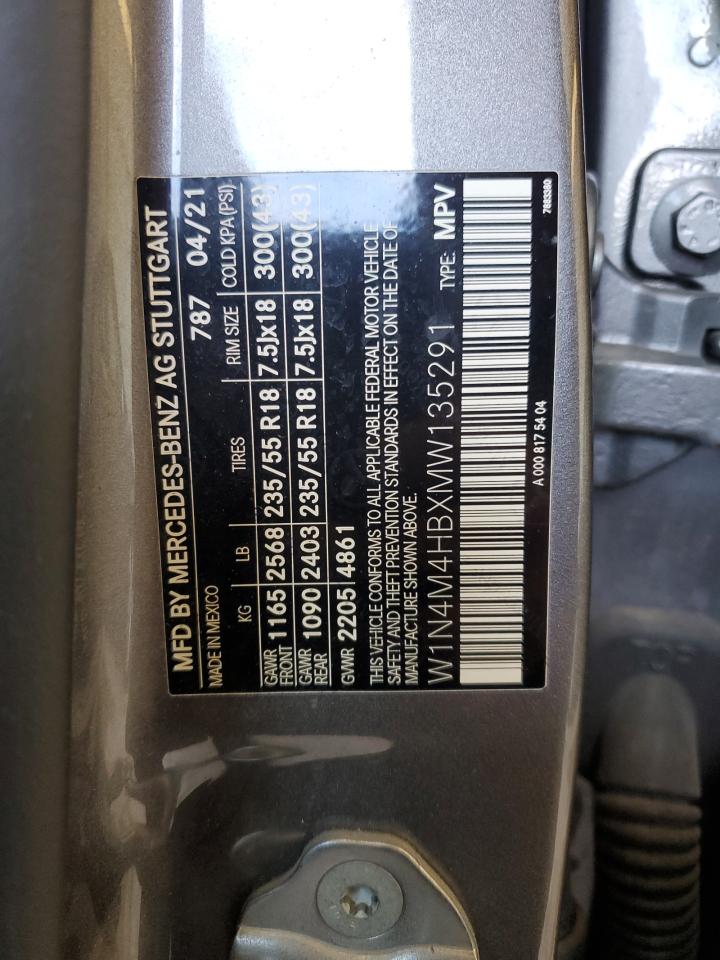 MFD BY MERCEDES-BENZ AG STUTTGART
MADE IN MEXICO 787 04/21
KG LB TIRES RIM SIZE COLD KPA(PSI)
GAWR FRONT 1165 2568 235/55 R18 7.5Jx18 300(43)
GAWR REAR 1090 2403 235/55 R18 7.5Jx18 300(43)
GWR 2205 4861
THIS VEHICLE CONFORMS TO ALL APPLICABLE FEDERAL MOTOR VEHICLE
SAFETY AND THEFT PREVENTION STANDARDS IN EFFECT ON THE DATE OF
MANUFACTURE SHOWN ABOVE.
W1N4M4HBXMW135291 TYPE: MPV
A 000 817 54 04 7883380